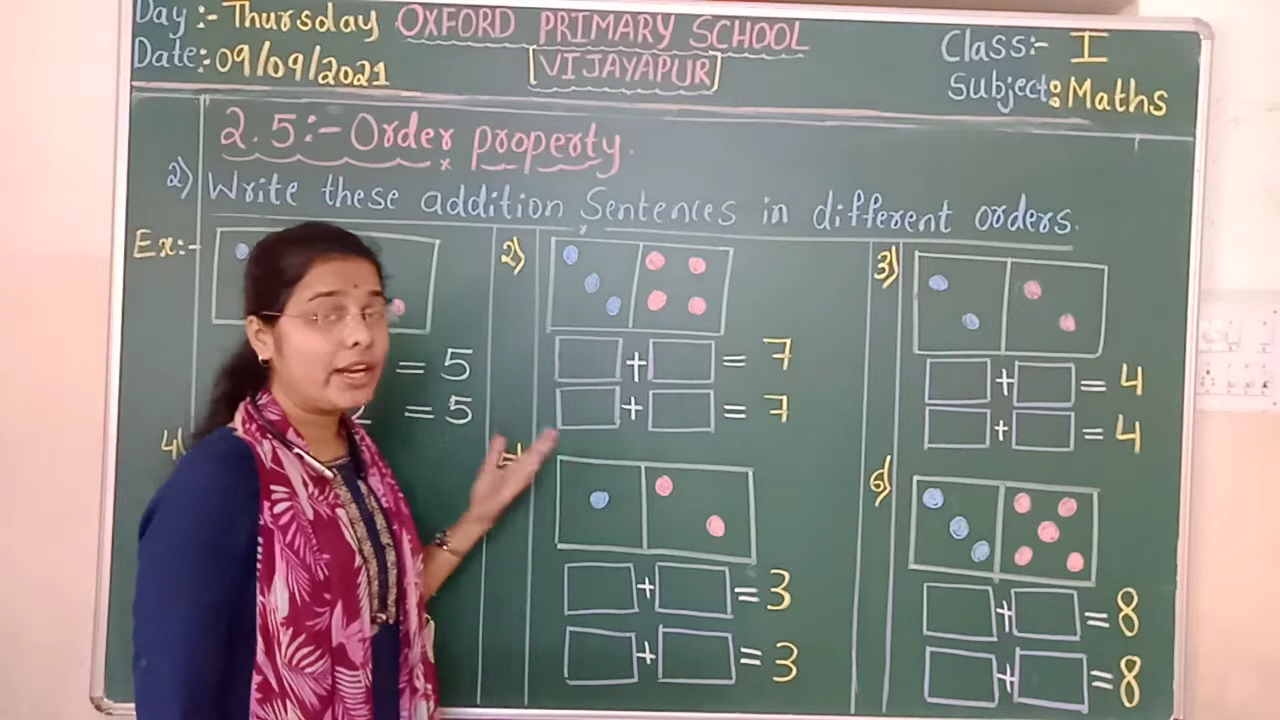 Day:- Thursday OXFORD PRIMARY SCHOOL Class:- I
Date:09/09/2021 VIJAYAPUR Subject: Maths
2.5:- Order property.
2) Write these addition Sentences in different orders.
Ex:-
= 5
2 = 5
2)
+ = 7
+ = 7
3)
+ = 4
+ = 4
4)
+ = 3
+ = 3
6)
+ = 8
+ = 8